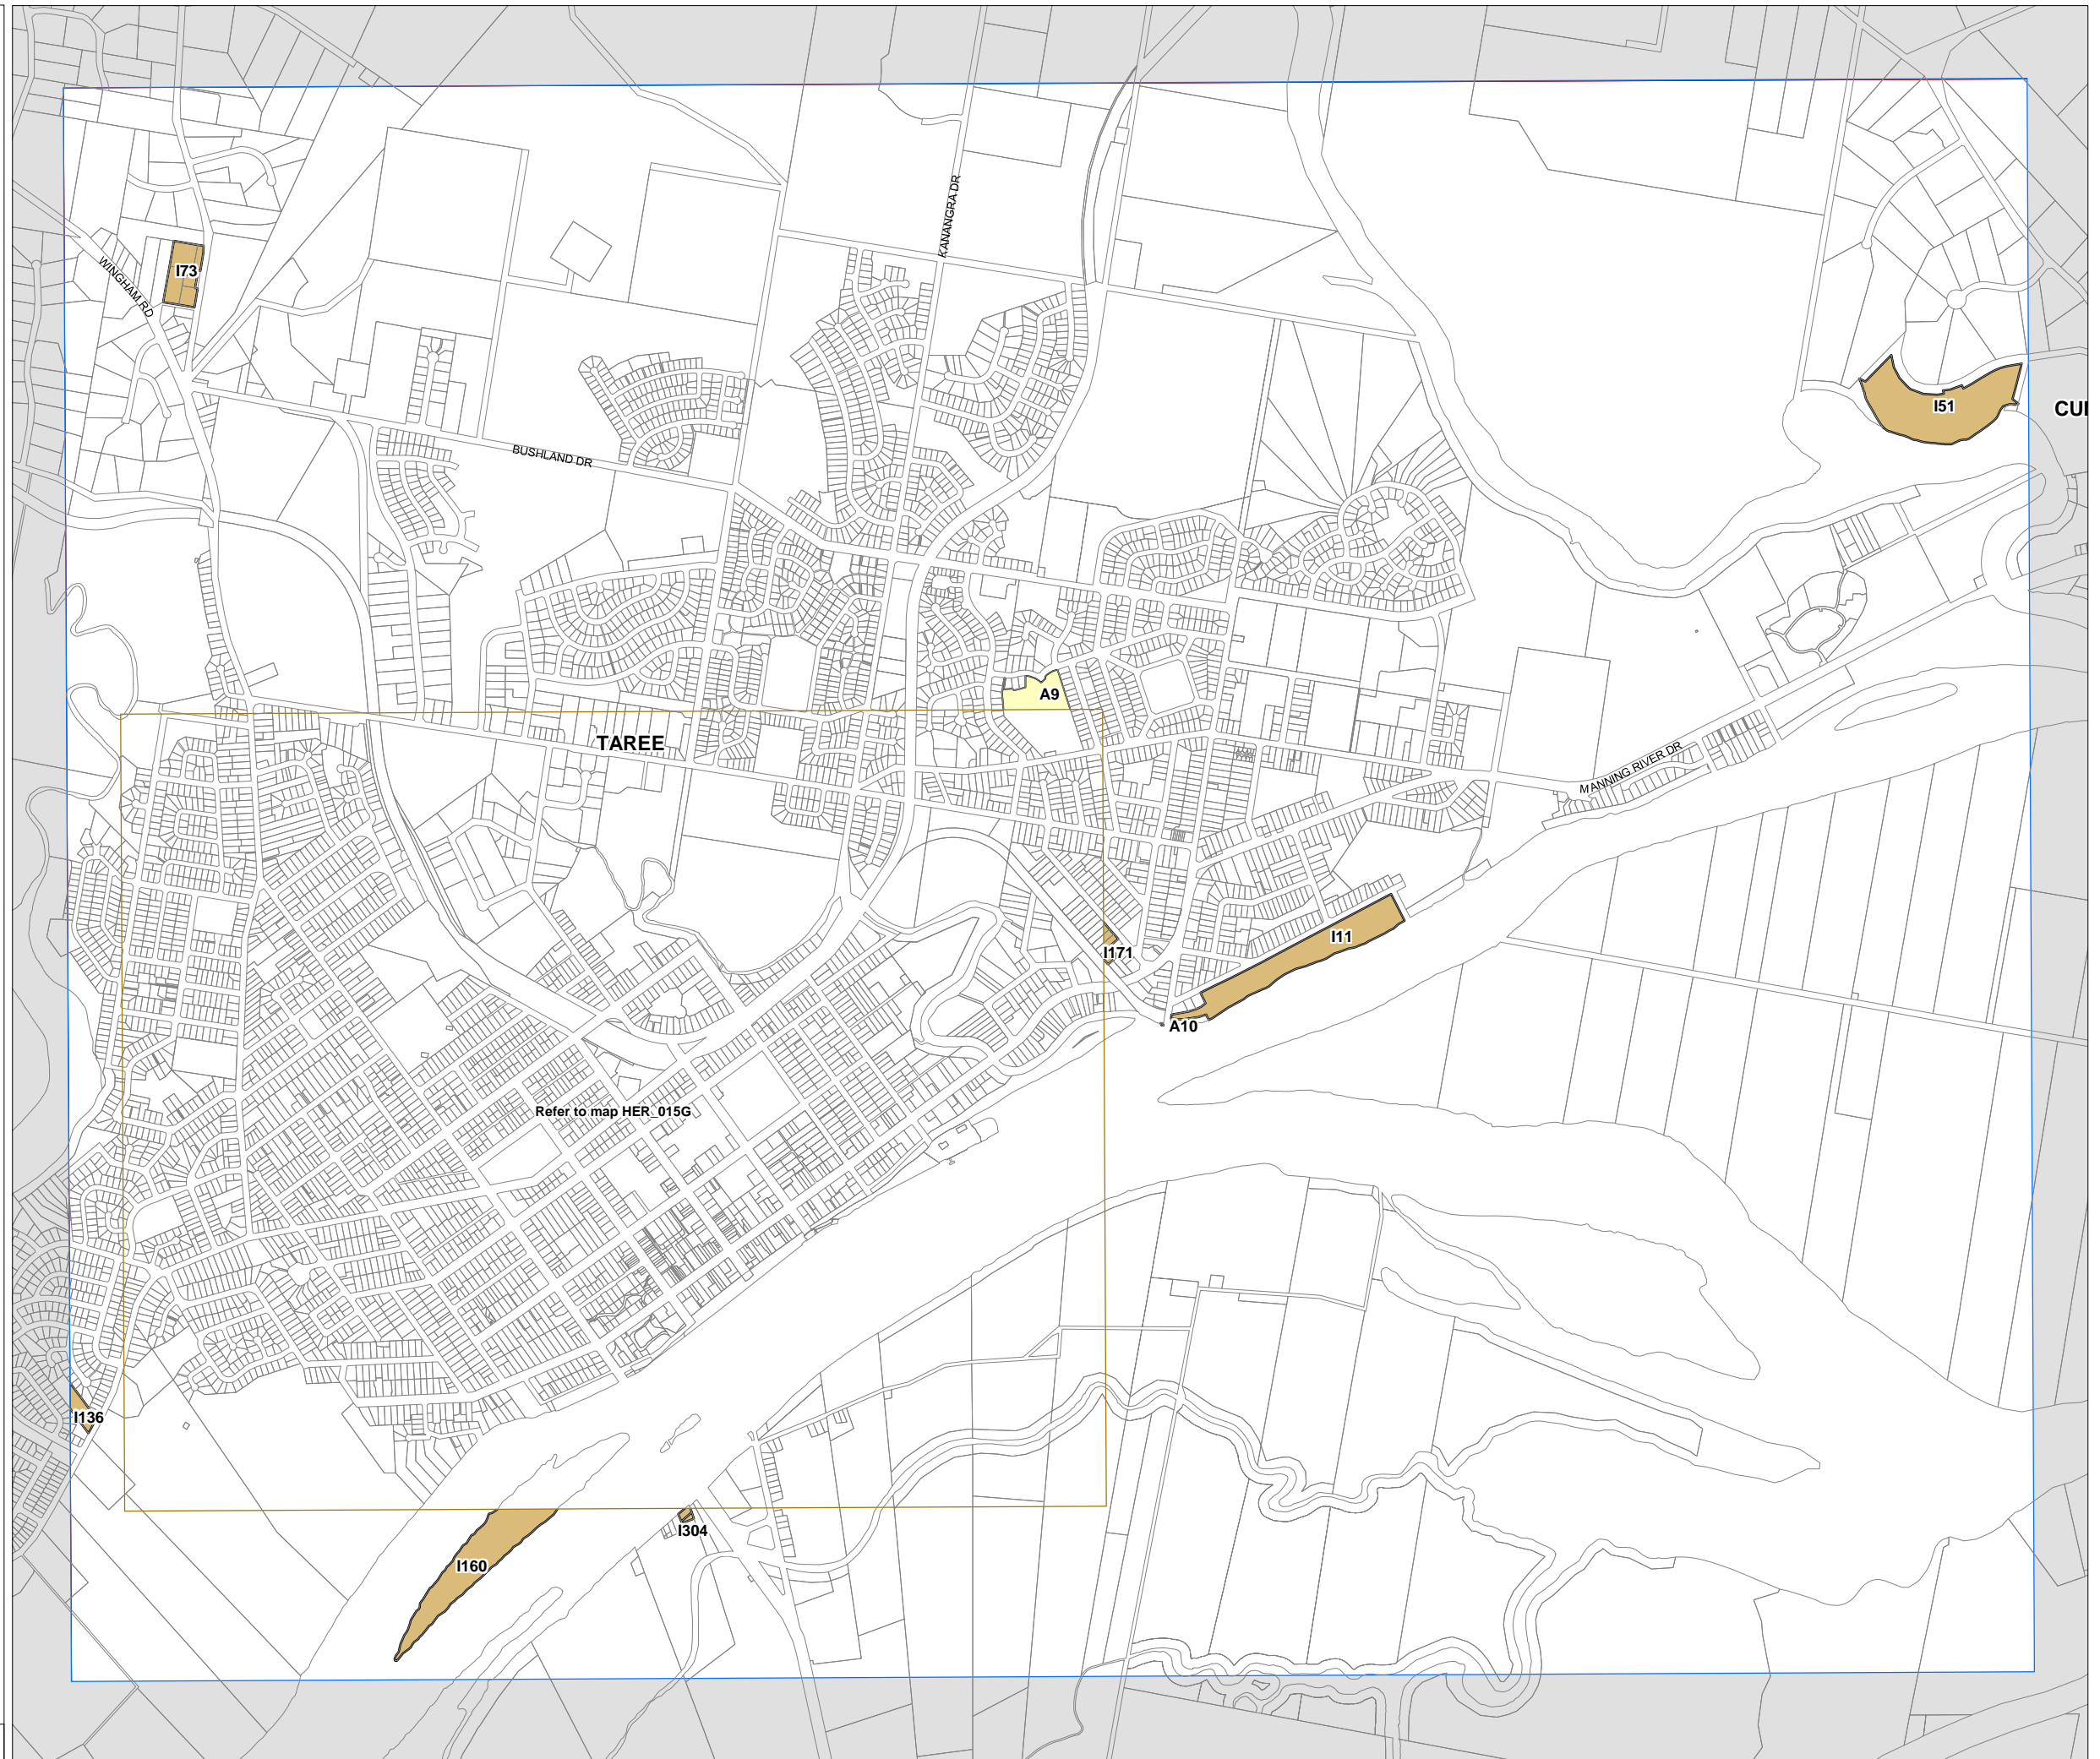 KANANGRA DR
WINGHAM RD
I73
I51
CUI
BUSHLAND DR
A9
TAREE
MANNING RIVER DR
I11
I171
A10
Refer to map HER_015G
I136
I304
I160